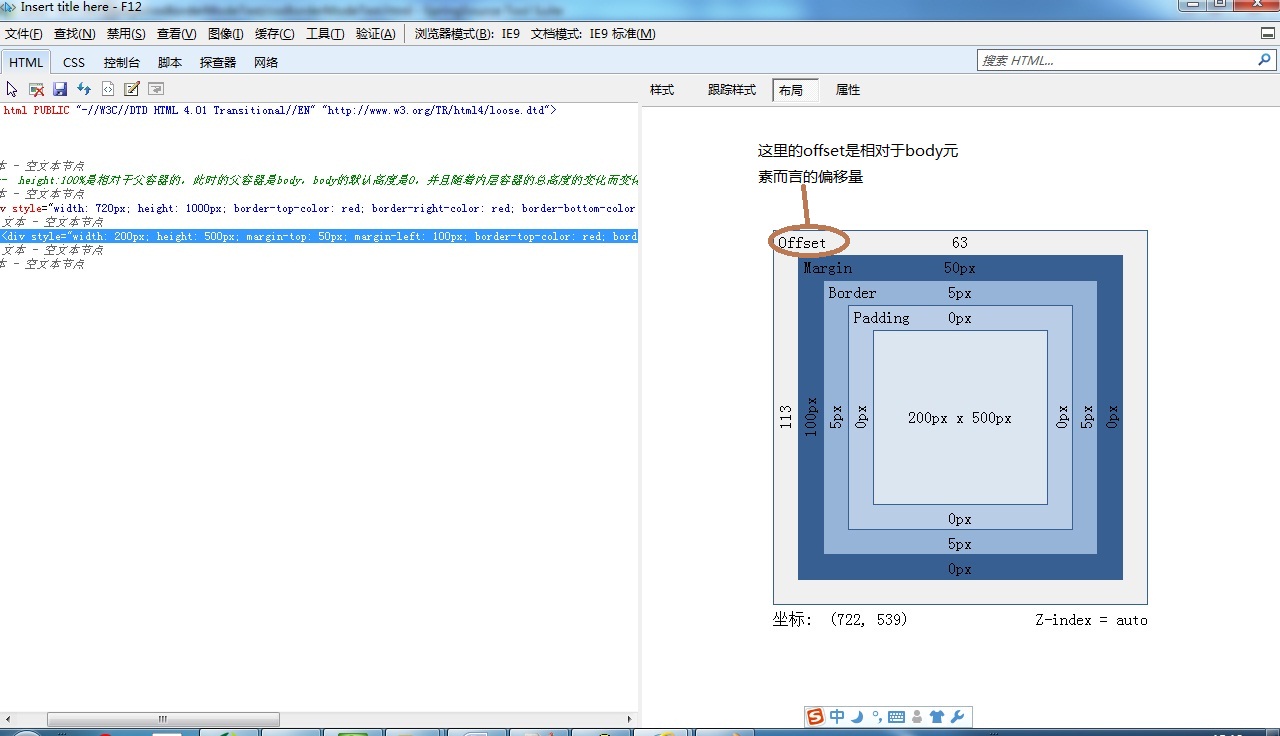 Insert title here - F12
文件(F) 查找(N) 禁用(S) 查看(V) 图像(I) 缓存(C) 工具(T) 验证(A) 浏览器模式(B): IE9 文档模式: IE9 标准(M)
HTML CSS 控制台 脚本 探查器 网络
搜索 HTML...
样式 跟踪样式 布局 属性
html PUBLIC "-//W3C//DTD HTML 4.01 Transitional//EN" "http://www.w3.org/TR/html4/loose.dtd">
本 - 空文本节点
- height:100%是相对于父容器的，此时的父容器是body，body的默认高度是0，并且随着内层容器的总高度的变化而变化
本 - 空文本节点
v style="width: 720px; height: 1000px; border-top-color: red; border-right-color: red; border-bottom-color
文本 - 空文本节点
<div style="width: 200px; height: 500px; margin-top: 50px; margin-left: 100px; border-top-color: red; bord
文本 - 空文本节点
本 - 空文本节点
这里的offset是相对于body元
素而言的偏移量
Offset 63
Margin 50px
Border 5px
Padding 0px
113 100px 5px 0px 200px x 500px 0px 5px 0px
0px
5px
0px
坐标: (722, 539) Z-index = auto
中